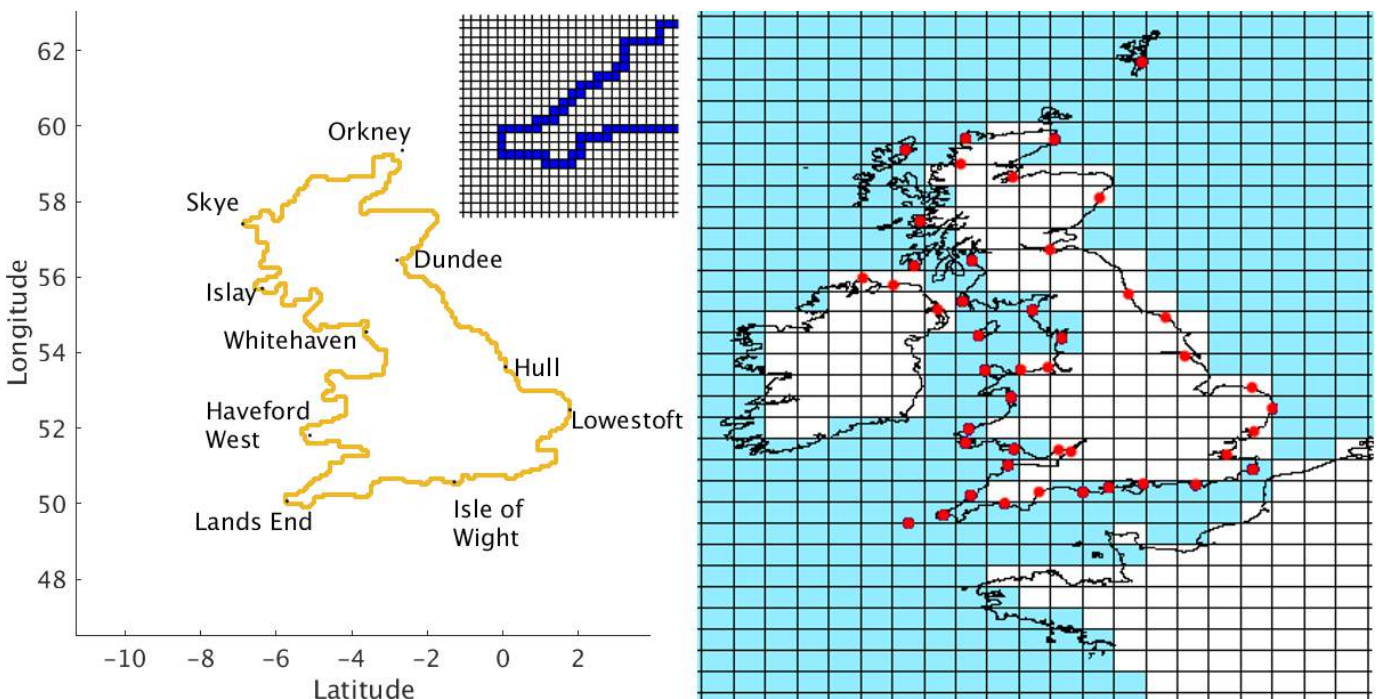 62
60
58
56
54
52
50
48
Longitude
Orkney
Skye
Dundee
Islay
Whitehaven
Hull
Haveford
West
Lowestoft
Lands End
Isle of
Wight
-10
-8
-6
-4
-2
0
2
Latitude